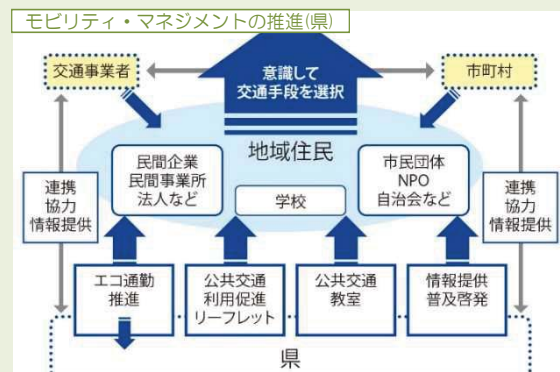 モビリティ・マネジメントの推進(県)
交通事業者
意識して
交通手段を選択
市町村
地域住民
民間企業
民間事業所
法人など
学校
市民団体
NPO
自治会など
連携
協力
情報提供
連携
協力
情報提供
エコ通勤
推進
公共交通
利用促進
リーフレット
公共交通
教室
情報提供
普及啓発
県